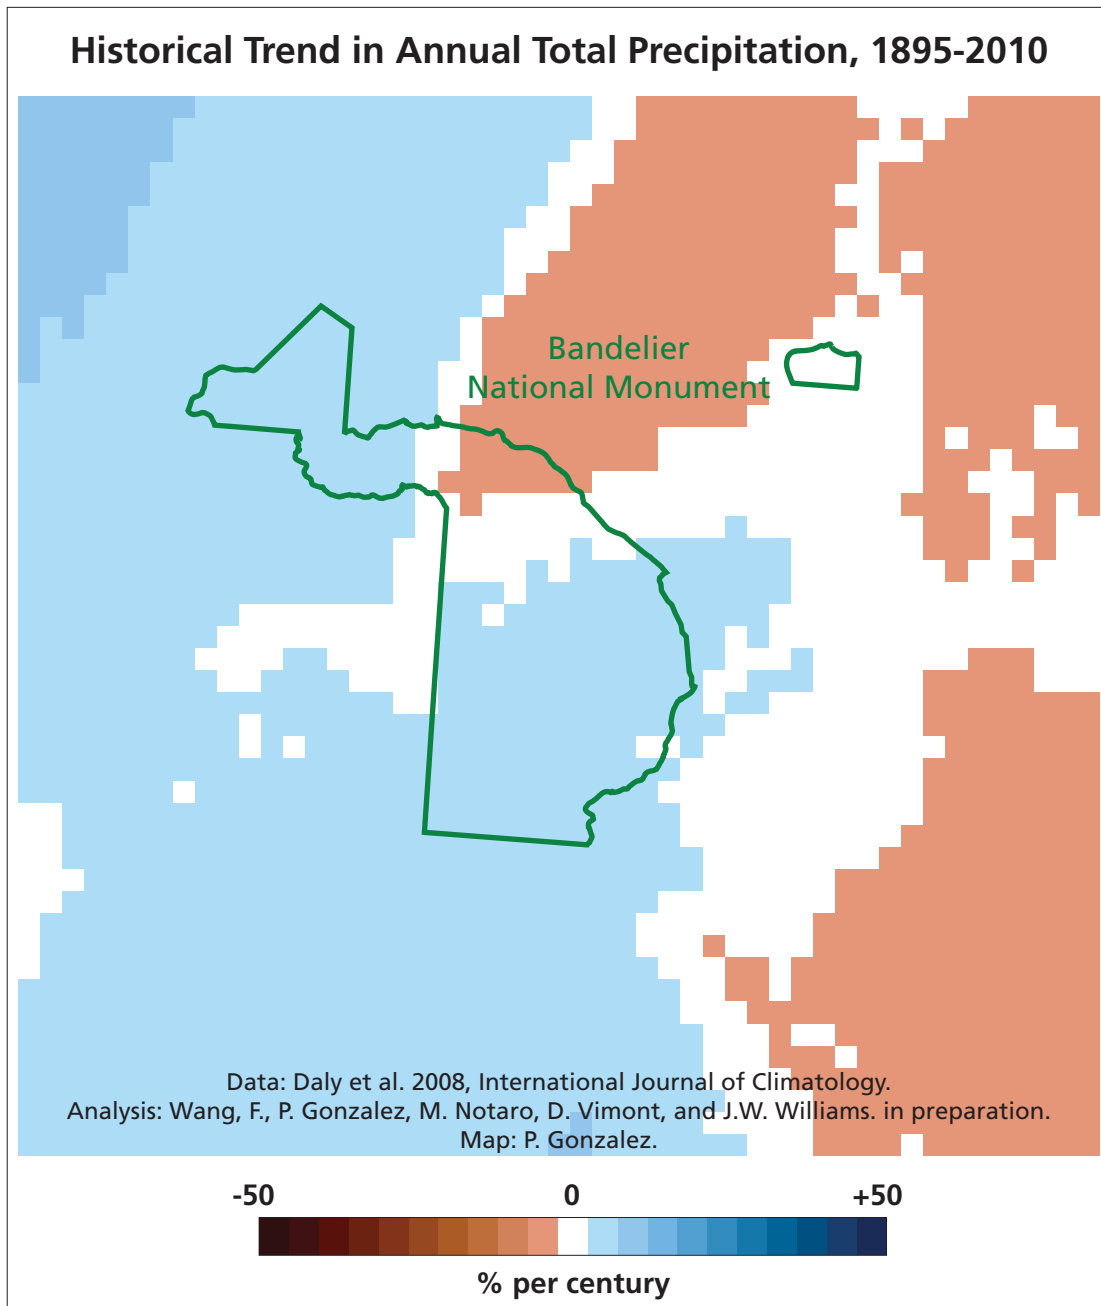 Historical Trend in Annual Total Precipitation, 1895-2010
Bandelier
National Monument
Data: Daly et al. 2008, International Journal of Climatology.
Analysis: Wang, F., P. Gonzalez, M. Notaro, D. Vimont, and J.W. Williams. in preparation.
Map: P. Gonzalez.
-50 0 +50
% per century